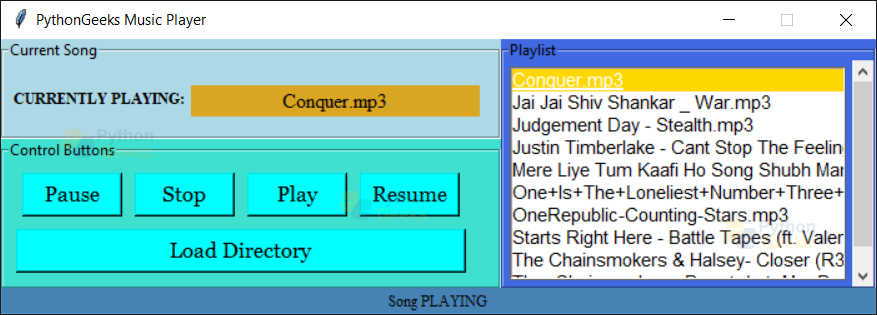 PythonGeeks Music Player
Current Song
CURRENTLY PLAYING: Conquer.mp3
Control Buttons
Pause Stop Play Resume
Load Directory
Playlist
Conquer.mp3
Jai Jai Shiv Shankar _ War.mp3
Judgement Day - Stealth.mp3
Justin Timberlake - Cant Stop The Feelin
Mere Liye Tum Kaafi Ho Song Shubh Mar
One+Is+The+Loneliest+Number+Three+
OneRepublic-Counting-Stars.mp3
Starts Right Here - Battle Tapes (ft. Valer
The Chainsmokers & Halsey- Closer (R3
Song PLAYING
Python
Python